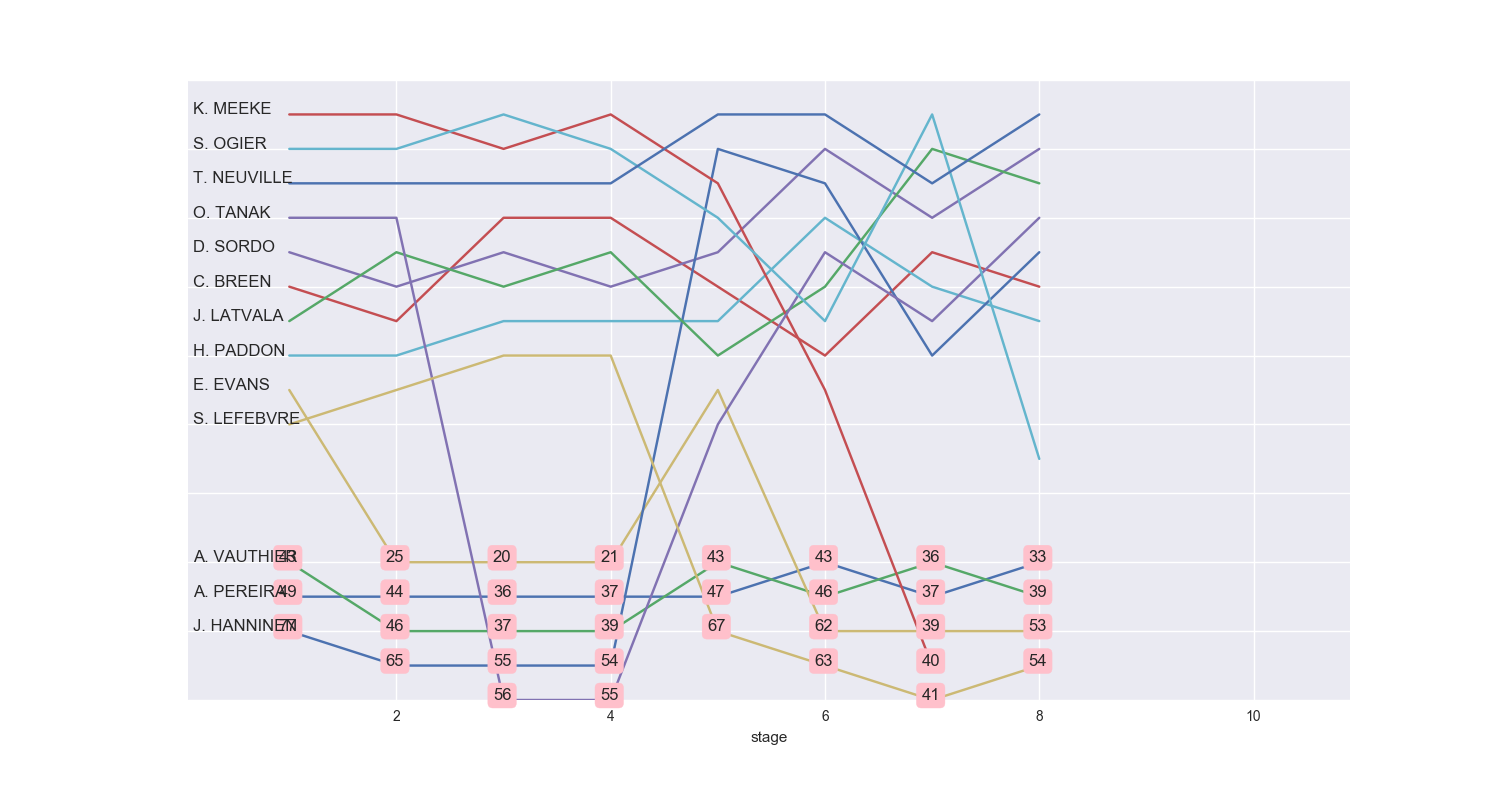 K. MEEKE
S. OGIER
T. NEUVILLE
O. TANAK
D. SORDO
C. BREEN
J. LATVALA
H. PADDON
E. EVANS
S. LEFEBVRE
A. VAUTHIER 43 25 20 21 43 43 36 33
A. PEREIRA 49 44 36 37 47 46 37 39
J. HANNINEN 46 37 39 67 62 39 53
65 55 54 63 40 54
56 55 41
2 4 6 8 10
stage